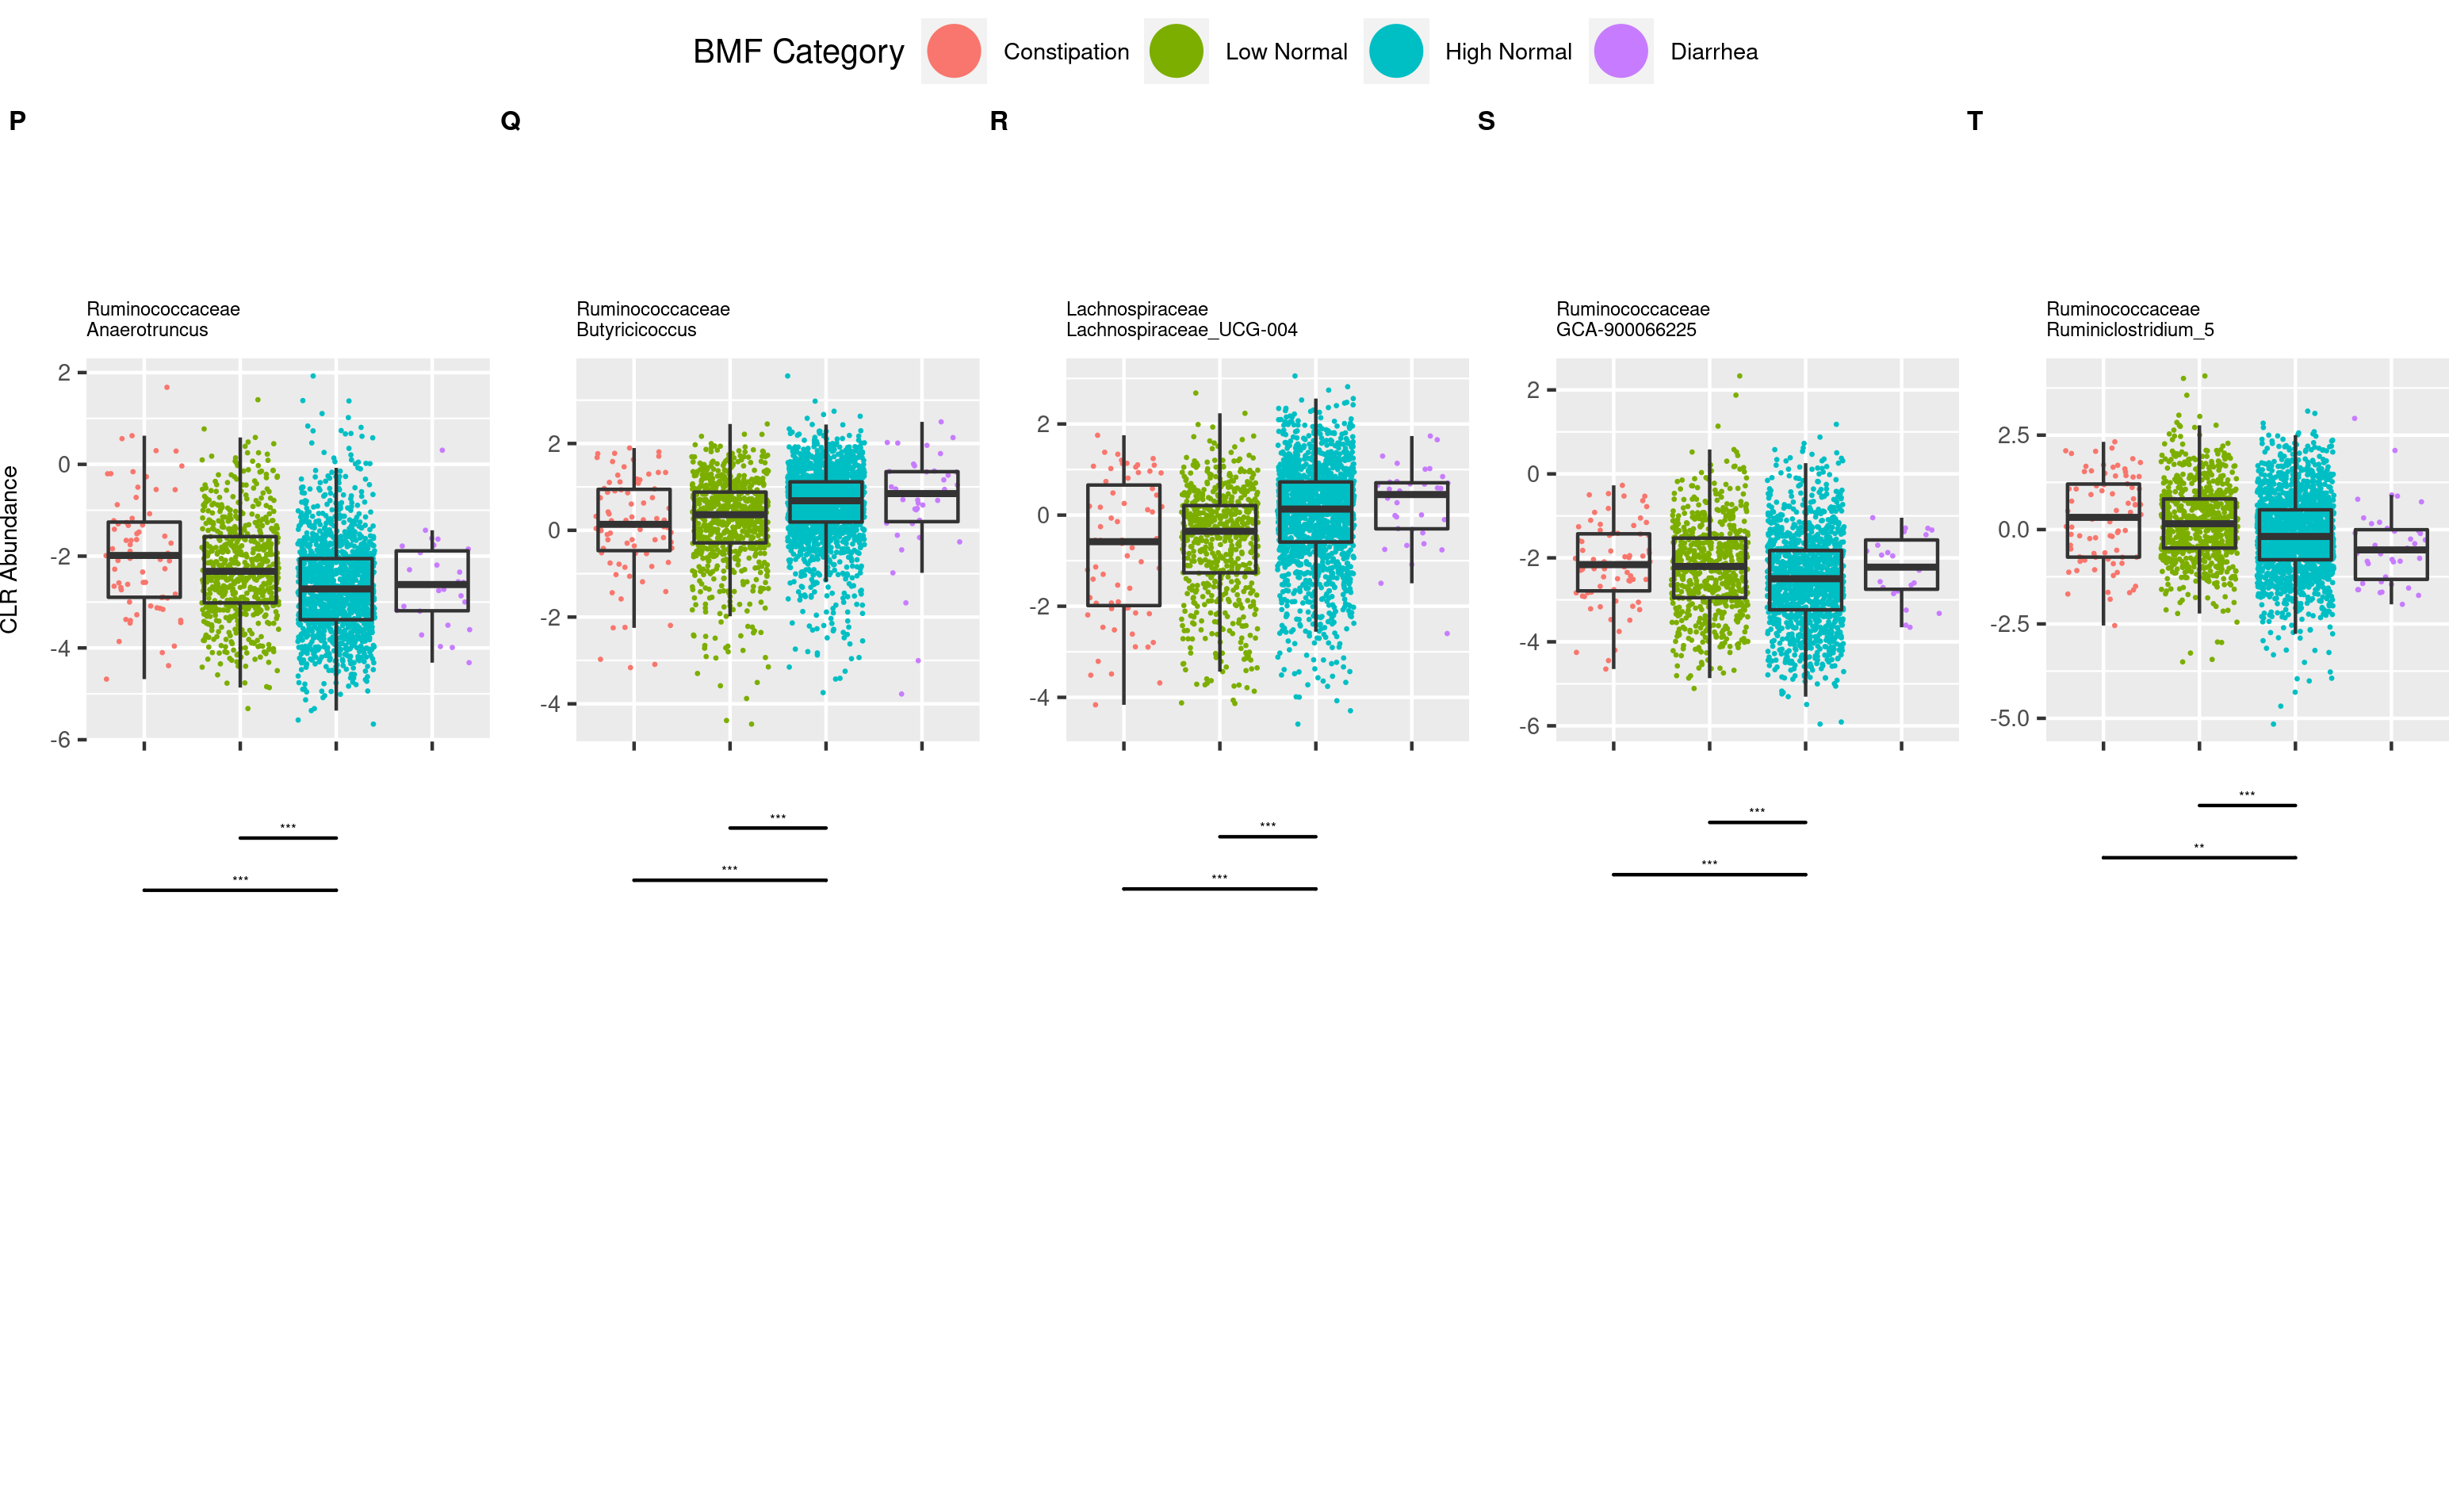 BMF Category Constipation Low Normal High Normal Diarrhea
P Q R S T
Ruminococcaceae
Anaerotruncus
Ruminococcaceae
Butyricicoccus
Lachnospiraceae
Lachnospiraceae_UCG-004
Ruminococcaceae
GCA-900066225
Ruminococcaceae
Ruminiclostridium_5
CLR Abundance
2
0
-2
-4
-6
2
0
-2
-4
2
0
-2
-4
2
0
-2
-4
-6
2.5
0.0
-2.5
-5.0
***
***
***
***
***
***
***
***
***
**